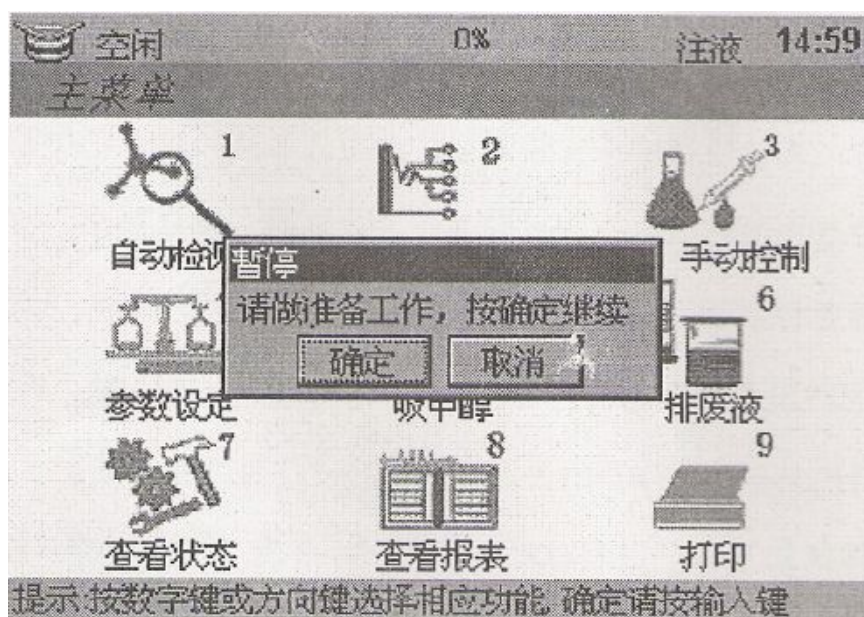 空闲 0% 注液 14:59
主菜单
1 2 3
自动检 手动控制
暂停
请做准备工作，按确定继续
确定 取消
6
参数设定 吸甲醇 排废液
7 8 9
查看状态 查看报表 打印
提示:按数字键或方向键选择相应功能,确定请按输入键